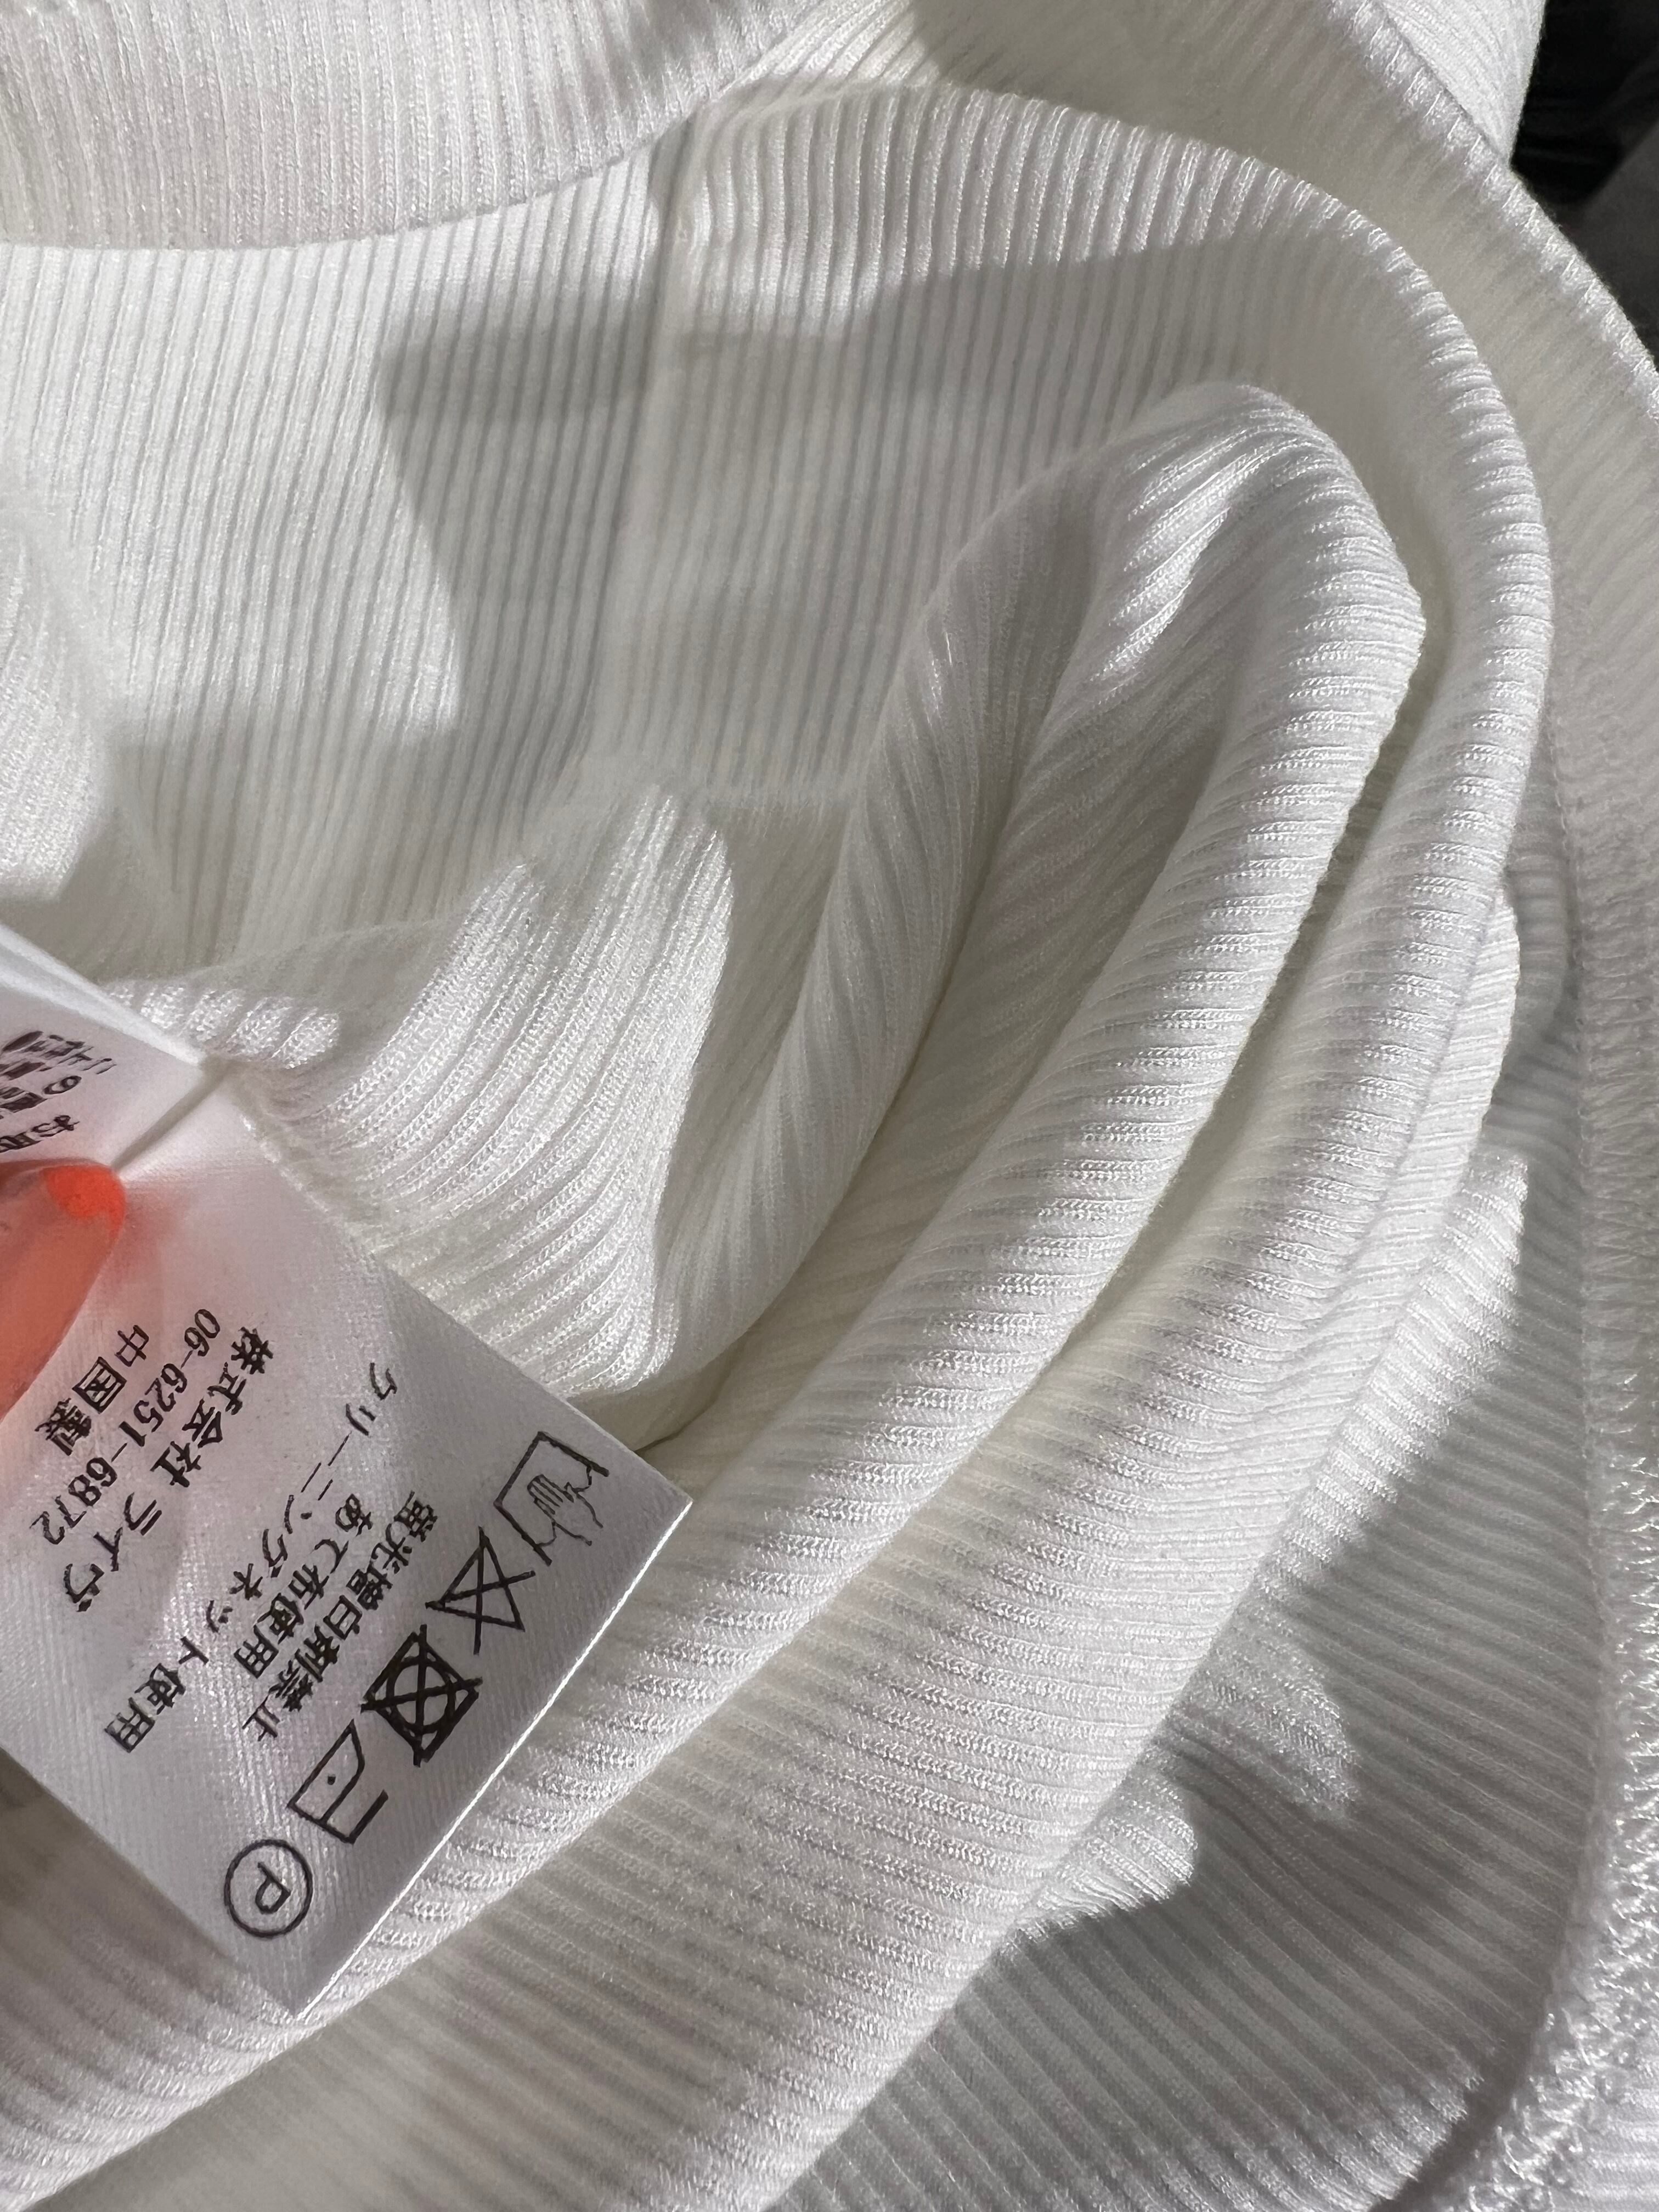 P
蛍光増白剤禁止
あて布使用
クリーニングネット使用
株式会社ライヴ
06-6251-6872
中国製